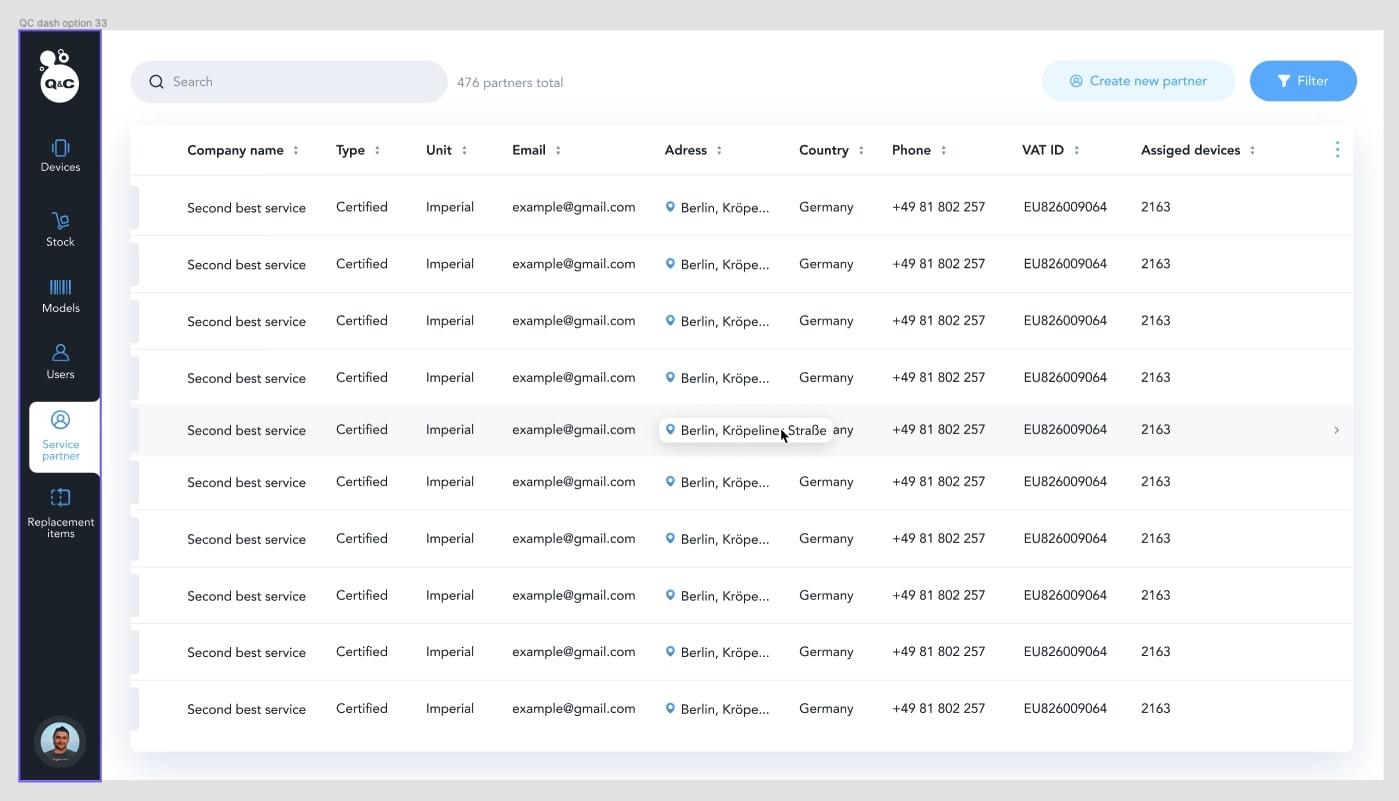 QC dash option 33
Q&C
Search
476 partners total
Create new partner
Filter
Devices
Stock
Models
Users
Service
partner
Replacement
items
Company name Type Unit Email Adress Country Phone VAT ID Assiged devices
Second best service Certified Imperial example@gmail.com Berlin, Kröpe... Germany +49 81 802 257 EU826009064 2163
Second best service Certified Imperial example@gmail.com Berlin, Kröpe... Germany +49 81 802 257 EU826009064 2163
Second best service Certified Imperial example@gmail.com Berlin, Kröpe... Germany +49 81 802 257 EU826009064 2163
Second best service Certified Imperial example@gmail.com Berlin, Kröpe... Germany +49 81 802 257 EU826009064 2163
Second best service Certified Imperial example@gmail.com Berlin, Kröpeliner Straße any +49 81 802 257 EU826009064 2163
Second best service Certified Imperial example@gmail.com Berlin, Kröpe... Germany +49 81 802 257 EU826009064 2163
Second best service Certified Imperial example@gmail.com Berlin, Kröpe... Germany +49 81 802 257 EU826009064 2163
Second best service Certified Imperial example@gmail.com Berlin, Kröpe... Germany +49 81 802 257 EU826009064 2163
Second best service Certified Imperial example@gmail.com Berlin, Kröpe... Germany +49 81 802 257 EU826009064 2163
Second best service Certified Imperial example@gmail.com Berlin, Kröpe... Germany +49 81 802 257 EU826009064 2163